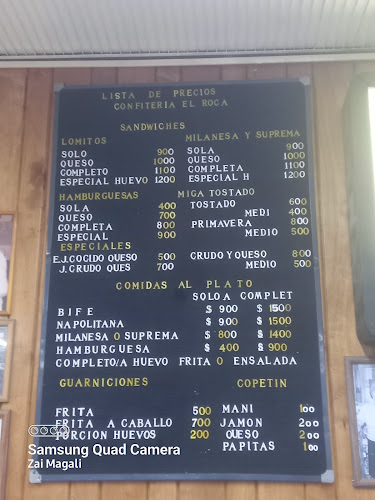 LISTA DE PRECIOS
CONFITERIA EL ROCA
SANDWICHES
LOMITOS
SOLO 900
QUESO 1000
COMPLETO 1100
ESPECIAL HUEVO 1200
MILANESA Y SUPREMA
SOLA 900
QUESO 1000
COMPLETA 1100
ESPECIAL H 1200
HAMBURGUESAS
SOLA 400
QUESO 700
COMPLETA 800
ESPECIAL 900
MIGA TOSTADO
TOSTADO 600
MEDI 400
PRIMAVERA 800
MEDIO 500
ESPECIALES
E.J.COCIDO QUESO 500
J.CRUDO QUES 700
CRUDO Y QUESO 800
MEDIO 500
COMIDAS AL PLATO
SOLO A COMPLET
BIFE $ 900 $ 1500
NAPOLITANA $ 900 $ 1500
MILANESA O SUPREMA $ 800 $ 1400
HAMBURGUESA $ 400 $ 900
COMPLETO/A HUEVO FRITA O ENSALADA
GUARNICIONES
FRITA 500
FRITA A CABALLO 700
PORCION HUEVOS 200
COPETIN
MANI 100
JAMON 200
QUESO 200
PAPITAS 100
Samsung Quad Camera
Zai Magali